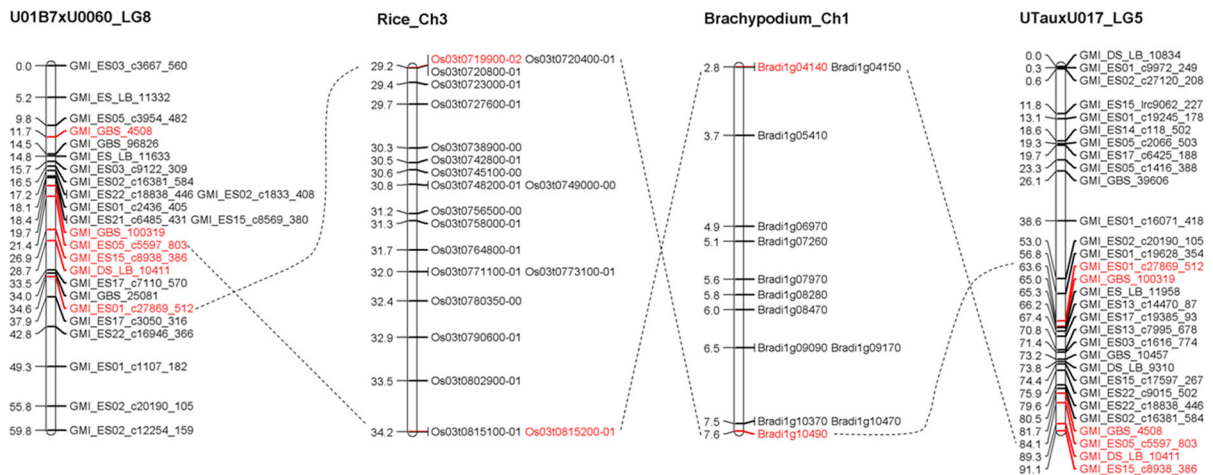 U01B7xU0060_LG8
0.0 GMI_ES03_c3667_560
5.2 GMI_ES_LB_11332
9.8 GMI_ES05_c3954_482
11.7 GMI_GBS_4508
14.5 GMI_GBS_96826
14.8 GMI_ES_LB_11633
15.7 GMI_ES03_c9122_309
16.5 GMI_ES02_c16381_584
17.2 GMI_ES22_c18838_446 GMI_ES02_c1833_408
18.1 GMI_ES01_c2436_405
18.4 GMI_ES21_c6485_431 GMI_ES15_c8569_380
19.7 GMI_GBS_100319
21.4 GMI_ES05_c5597_803
26.9 GMI_ES15_c8938_386
28.7 GMI_DS_LB_10411
33.5 GMI_ES17_c7110_570
34.0 GMI_GBS_25081
34.6 GMI_ES01_c27869_512
37.9 GMI_ES17_c3050_316
42.8 GMI_ES22_c16946_366
49.3 GMI_ES01_c1107_182
55.8 GMI_ES02_c20190_105
59.8 GMI_ES02_c12254_159
Rice_Ch3
Os03t0719900-02 Os03t0720400-01
29.2 Os03t0720800-01
29.4 Os03t0723000-01
29.7 Os03t0727600-01
30.3 Os03t0738900-00
30.5 Os03t0742800-01
30.6 Os03t0745100-00
30.8 Os03t0748200-01 Os03t0749000-00
31.2 Os03t0756500-00
31.3 Os03t0758000-01
31.7 Os03t0764800-01
32.0 Os03t0771100-01 Os03t0773100-01
32.4 Os03t0780350-00
32.9 Os03t0790600-01
33.5 Os03t0802900-01
34.2 Os03t0815100-01 Os03t0815200-01
Brachypodium_Ch1
2.8 Bradi1g04140 Bradi1g04150
3.7 Bradi1g05410
4.9 Bradi1g06970
5.1 Bradi1g07260
5.6 Bradi1g07970
5.8 Bradi1g08280
6.0 Bradi1g08470
6.5 Bradi1g09090 Bradi1g09170
7.5 Bradi1g10370 Bradi1g10470
7.6 Bradi1g10490
UTauxU017_LG5
0.0 GMI_DS_LB_10834
0.3 GMI_ES01_c9972_249
0.6 GMI_ES02_c27120_208
11.8 GMI_ES15_lrc9062_227
13.1 GMI_ES01_c19245_178
18.6 GMI_ES14_c118_502
19.3 GMI_ES05_c2066_503
19.7 GMI_ES17_c6425_188
23.3 GMI_ES05_c1416_388
26.1 GMI_GBS_39606
38.6 GMI_ES01_c16071_418
53.0 GMI_ES02_c20190_105
56.8 GMI_ES01_c19628_354
63.6 GMI_ES01_c27869_512
65.0 GMI_GBS_100319
65.3 GMI_ES_LB_11958
66.2 GMI_ES13_c14470_87
67.4 GMI_ES17_c19385_93
70.8 GMI_ES13_c7995_678
71.4 GMI_ES03_c1616_774
73.2 GMI_GBS_10457
73.8 GMI_DS_LB_9310
74.4 GMI_ES15_c17597_267
75.9 GMI_ES22_c9015_502
79.6 GMI_ES22_c18838_446
80.5 GMI_ES02_c16381_584
81.7 GMI_GBS_4508
84.1 GMI_ES05_c5597_803
89.3 GMI_DS_LB_10411
91.1 GMI_ES15_c8938_386